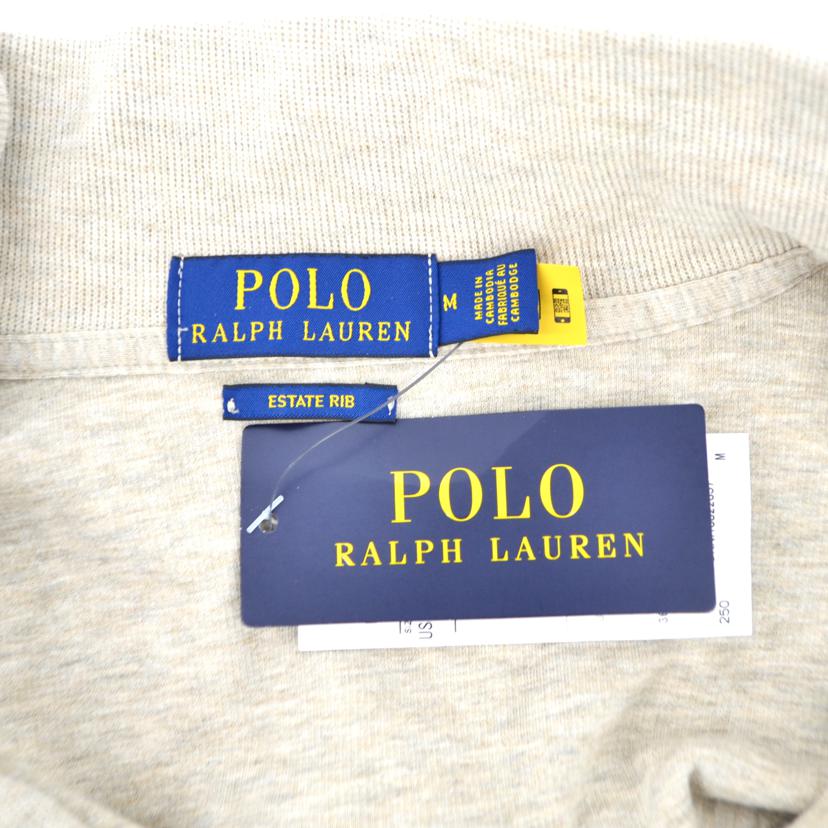 POLO
RALPH LAUREN
M
MADE IN
CAMBODIA
FABRIQUÉ AU
CAMBODGE
ESTATE RIB
POLO
RALPH LAUREN
M
US
250